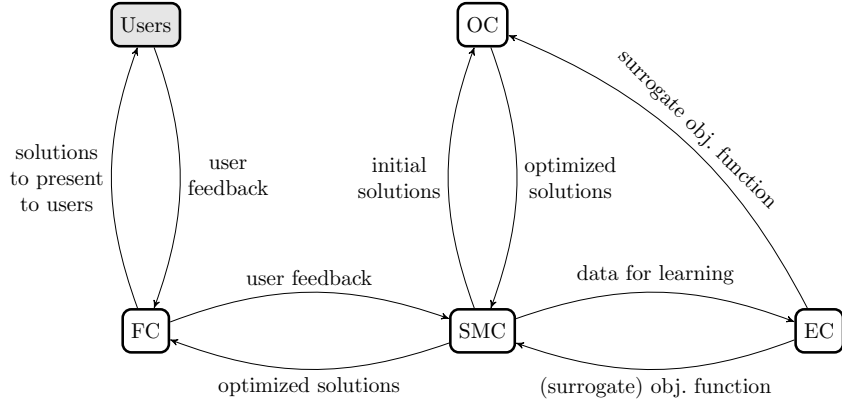 Users
OC
surrogate obj. function
solutions
to present
to users
user
feedback
initial
solutions
optimized
solutions
user feedback
data for learning
FC
SMC
EC
optimized solutions
(surrogate) obj. function